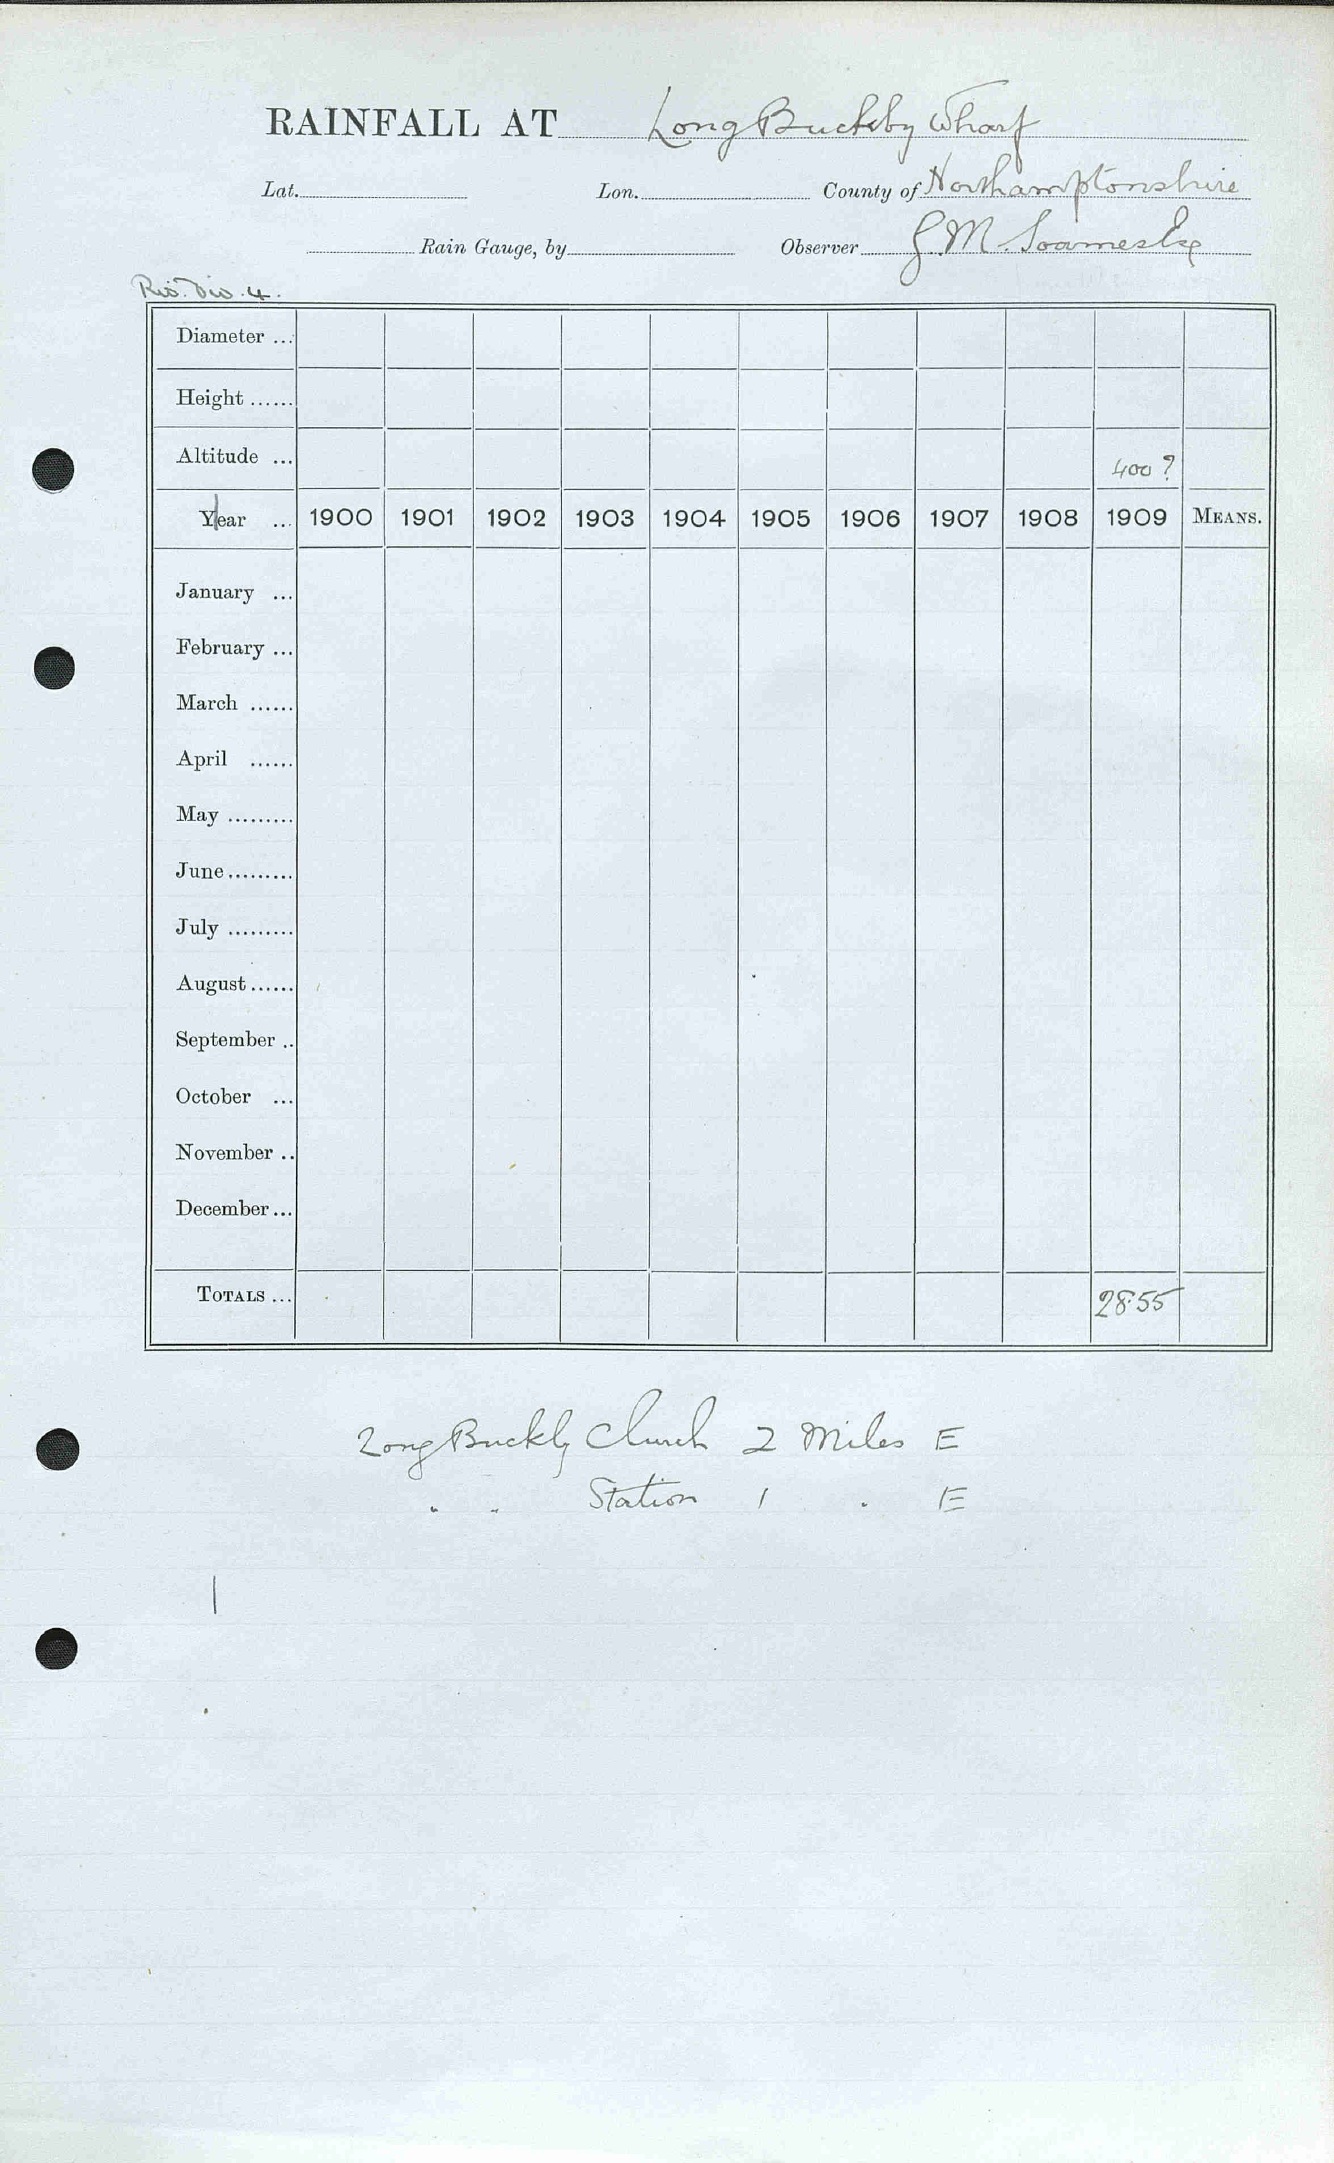 RAINFALL AT Long Buckby Wharf
Lat. Lon. County of Northamptonshire
Rain Gauge, by Observer G. M. Soames Esq
Riv. Div. 4.
Diameter ...
Height ......
Altitude ... 400 ?
Year ... 1900 1901 1902 1903 1904 1905 1906 1907 1908 1909 MEANS.
January ...
February ...
March ......
April ......
May .........
June .........
July .........
August ......
September ..
October ...
November ..
December ...
TOTALS ... 28.55
Long Buckby Church 2 Miles E
" " Station 1 " E